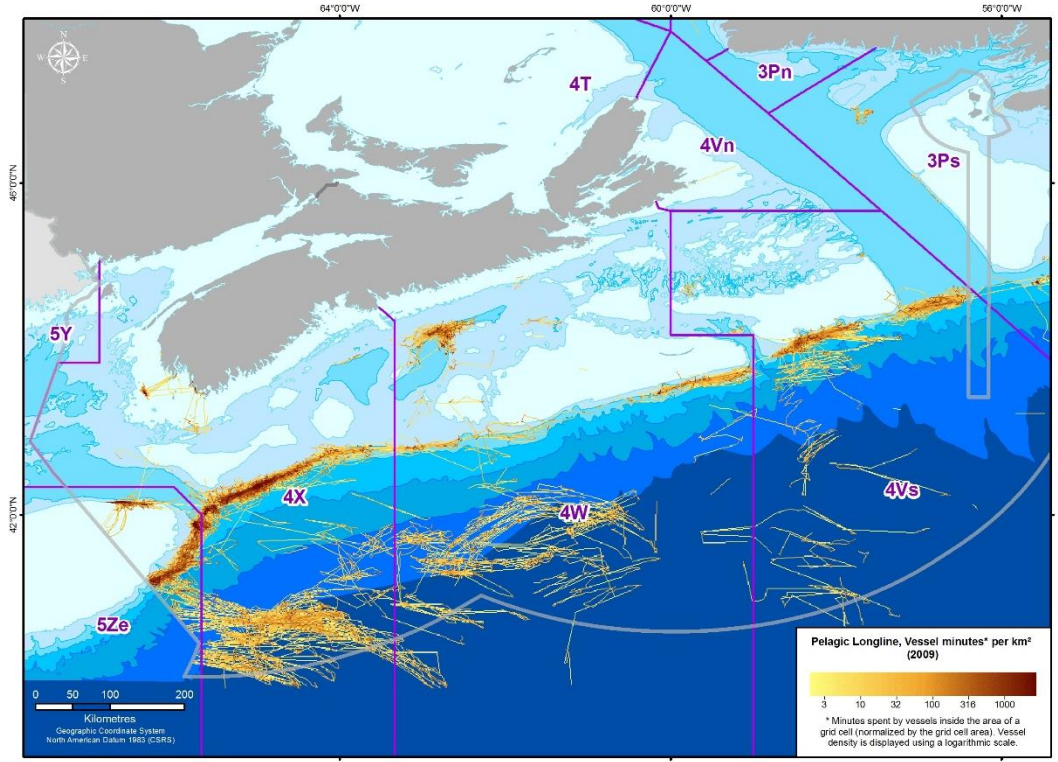 64°0'0"W 60°0'0"W 56°0'0"W
N
W E
S
3Pn
4T
4Vn
3Ps
46°0'0"N
5Y
4X
4W
4Vs
42°0'0"N
5Ze
0 50 100 200
Kilometres
Geographic Coordinate System
North American Datum 1983 (CSRS)
Pelagic Longline, Vessel minutes* per km²
(2009)
3 10 32 100 316 1000
* Minutes spent by vessels inside the area of a
grid cell (normalized by the grid cell area). Vessel
density is displayed using a logarithmic scale.